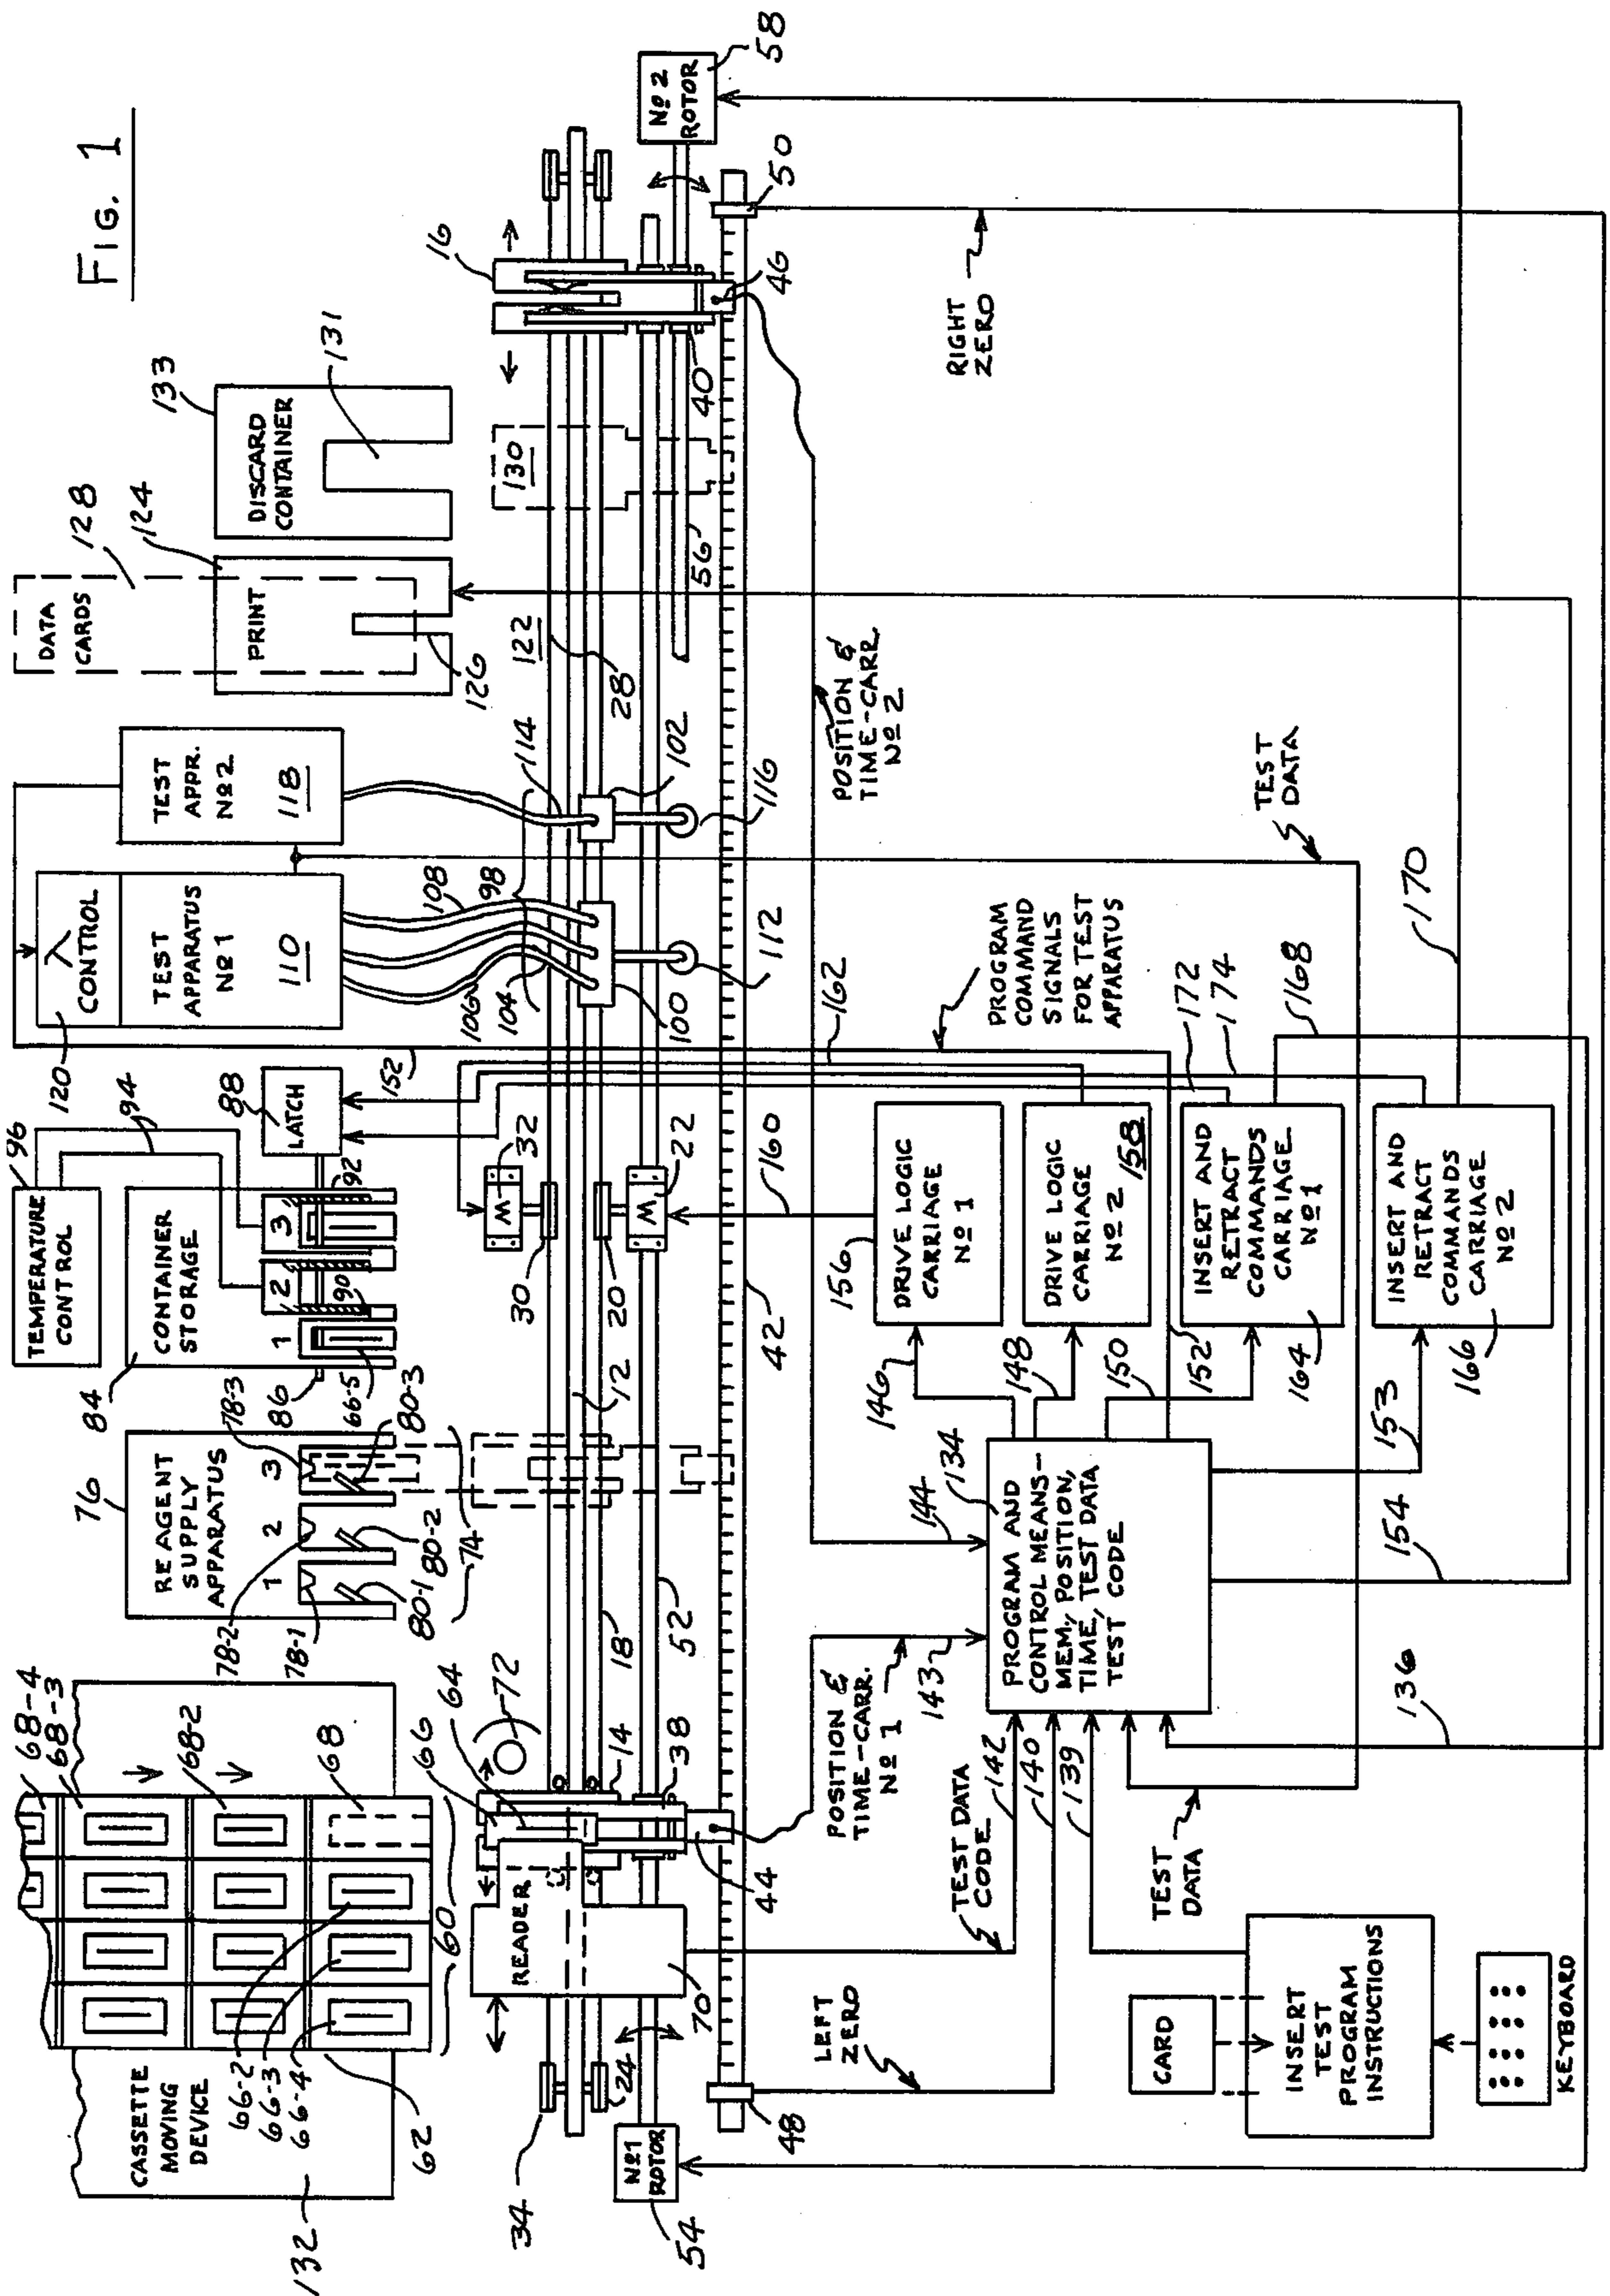 FIG. 1
132
CASSETTE
MOVING
DEVICE
66-2
66-3
66-4
62
60
68
68-2
68-3
68-4
76
REAGENT
SUPPLY
APPARATUS
1
2
3
78-1
78-2
78-3
80-1
80-2
80-3
74
84
CONTAINER
STORAGE
1
2
3
86
66-5
90
92
TEMPERATURE
CONTROL
96
94
88
LATCH
152
120
λ
CONTROL
TEST
APPARATUS
Nº 1
110
TEST
APPR.
Nº 2
118
106
104
108
98
114
100
102
112
116
DATA
CARDS
128
124
PRINT
126
133
DISCARD
CONTAINER
131
130
122
28
56
16
40
46
50
Nº 2
ROTOR
58
34
24
READER
70
Nº 1
ROTOR
54
48
44
38
14
66
64
72
18
52
12
42
30
20
32
22
M
M
LEFT
ZERO
RIGHT
ZERO
POSITION &
TIME-CARR.
Nº 1
POSITION &
TIME-CARR.
Nº 2
TEST DATA
CODE
142
140
139
143
144
TEST
DATA
136
PROGRAM AND
CONTROL MEANS-
MEM., POSITION,
TIME, TEST DATA
TEST CODE
134
146
148
150
152
153
154
156
DRIVE LOGIC
CARRIAGE
Nº 1
DRIVE LOGIC
CARRIAGE
Nº 2
158
INSERT AND
RETRACT
COMMANDS
CARRIAGE
Nº 1
164
INSERT AND
RETRACT
COMMANDS
CARRIAGE
Nº 2
166
160
162
172
174
168
170
PROGRAM
COMMAND
SIGNALS
FOR TEST
APPARATUS
TEST
DATA
CARD
INSERT
TEST
PROGRAM
INSTRUCTIONS
KEYBOARD